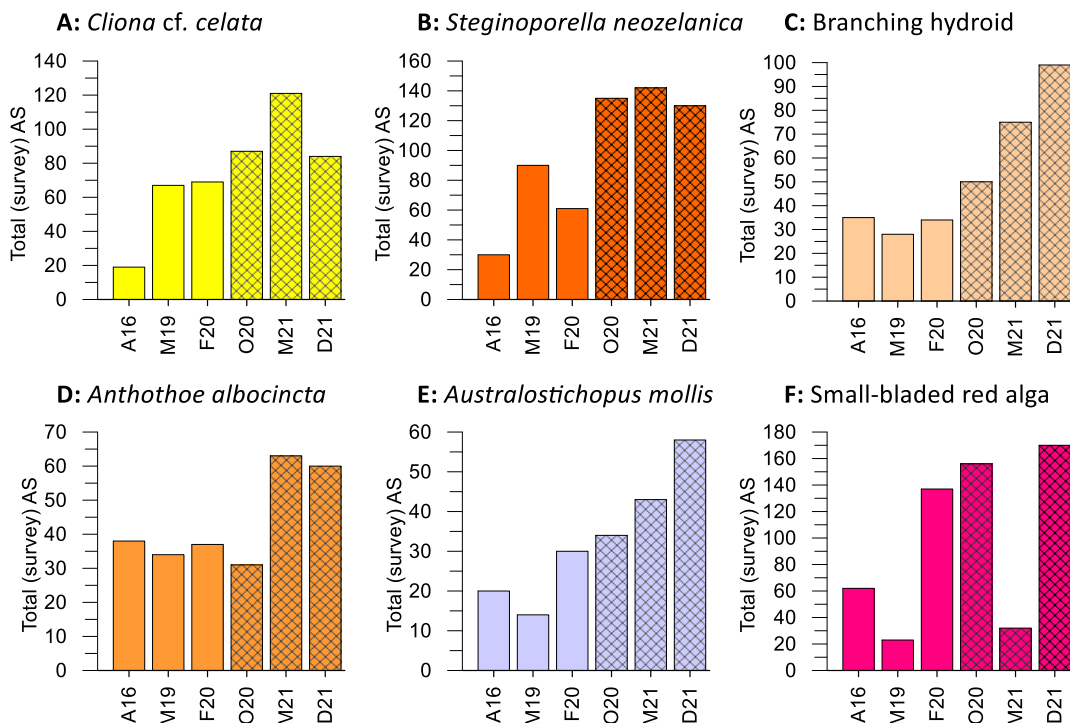 A: Cliona cf. celata
B: Steginoporella neozelanica
C: Branching hydroid
Total (survey) AS
140
120
100
80
60
40
20
0
A16
M19
F20
O20
M21
D21
Total (survey) AS
160
140
120
100
80
60
40
20
0
A16
M19
F20
O20
M21
D21
Total (survey) AS
100
90
80
70
60
50
40
30
20
10
0
A16
M19
F20
O20
M21
D21
D: Anthothoe albocincta
E: Australostichopus mollis
F: Small-bladed red alga
Total (survey) AS
70
60
50
40
30
20
10
0
A16
M19
F20
O20
M21
D21
Total (survey) AS
60
50
40
30
20
10
0
A16
M19
F20
O20
M21
D21
Total (survey) AS
180
160
140
120
100
80
60
40
20
0
A16
M19
F20
O20
M21
D21